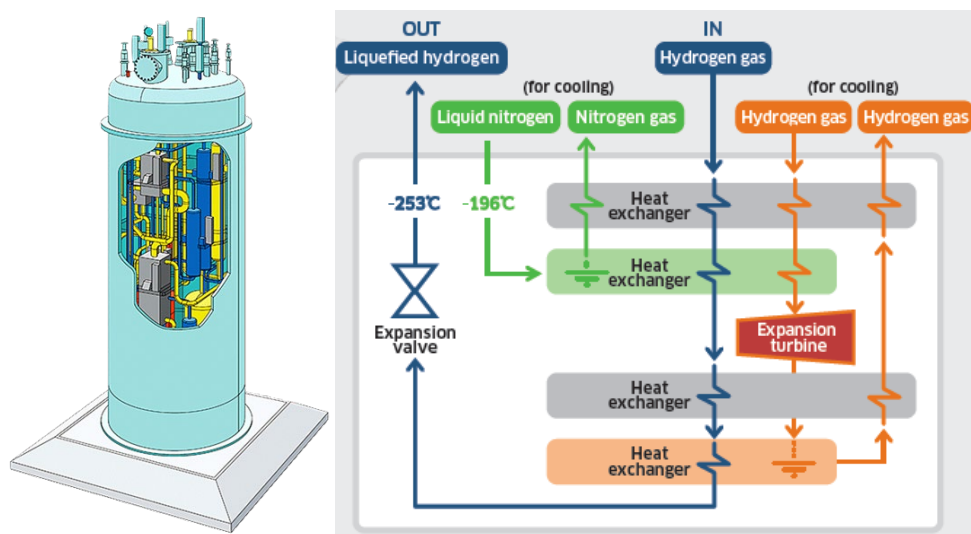 OUT
IN
Liquefied hydrogen
Hydrogen gas
(for cooling)
(for cooling)
Liquid nitrogen
Nitrogen gas
Hydrogen gas
Hydrogen gas
-253℃
-196℃
Heat
exchanger
Heat
exchanger
Expansion
valve
Expansion
turbine
Heat
exchanger
Heat
exchanger